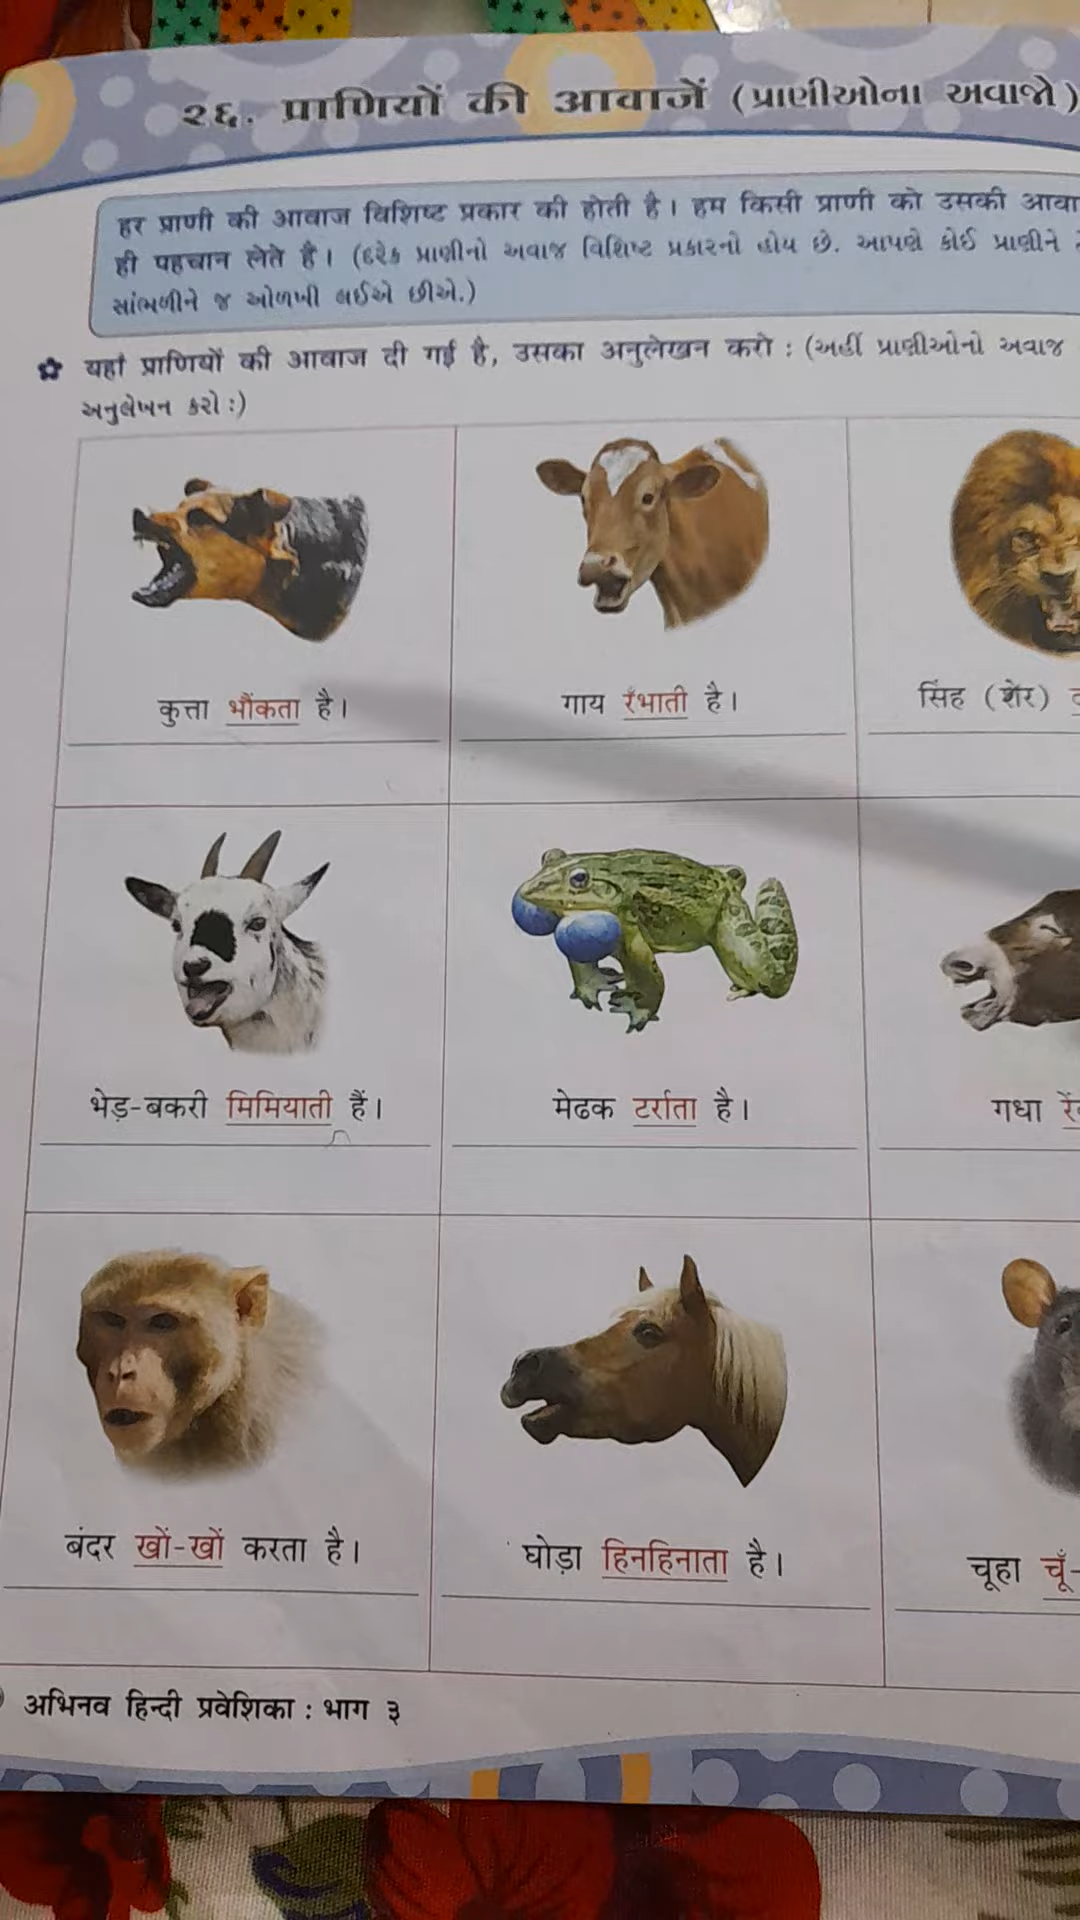 २६. प्राणियों की आवाजें (પ્રાણીઓના અવાજો)
हर प्राणी की आवाज विशिष्ट प्रकार की होती है। हम किसी प्राणी को उसकी
ही पहचान लेते है। (દરેક પ્રાણીનો અવાજ વિશિષ્ટ પ્રકારનો હોય છે. આપણે કોઈ પ્રાણીને
સાંભળીને જ ઓળખી લઈએ છીએ.)
यहां प्राणियों की आवाज दी गई है, उसका अनुलेखन करो : (અહીં પ્રાણીઓનો અવાજ
અનુલેખન કરો :)
कुत्ता भौंकता है।
गाय रँभाती है।
सिंह (शेर)
भेड़-बकरी मिमियाती हैं।
मेढक टर्राता है।
गधा
बंदर खों-खों करता है।
घोड़ा हिनहिनाता है।
चूहा चूँ-
अभिनव हिन्दी प्रवेशिका : भाग ३